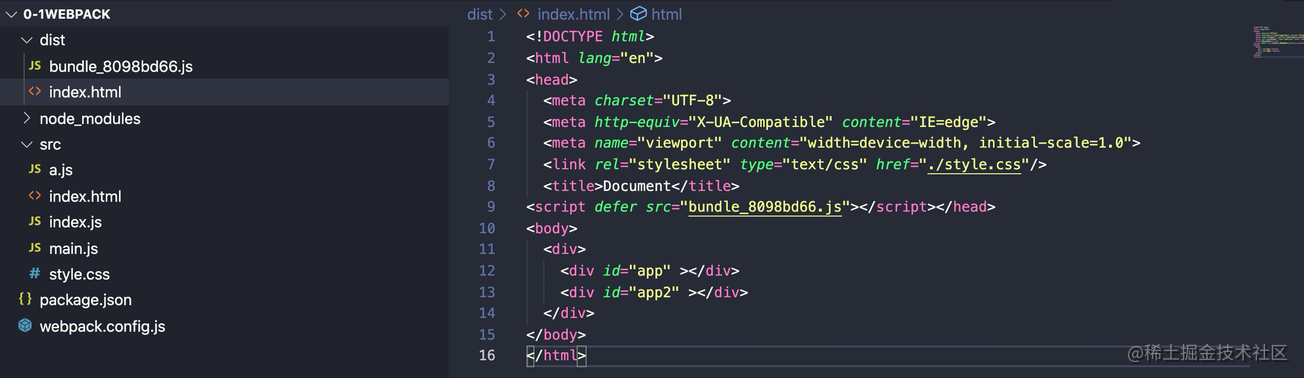 0-1WEBPACK
dist
JS bundle_8098bd66.js
<> index.html
node_modules
src
JS a.js
<> index.html
JS index.js
JS main.js
# style.css
{} package.json
webpack.config.js
dist > <> index.html > html
1 <!DOCTYPE html>
2 <html lang="en">
3 <head>
4 <meta charset="UTF-8">
5 <meta http-equiv="X-UA-Compatible" content="IE=edge">
6 <meta name="viewport" content="width=device-width, initial-scale=1.0">
7 <link rel="stylesheet" type="text/css" href="./style.css"/>
8 <title>Document</title>
9 <script defer src="bundle_8098bd66.js"></script></head>
10 <body>
11 <div>
12 <div id="app" ></div>
13 <div id="app2" ></div>
14 </div>
15 </body>
16 </html>
@稀土掘金技术社区